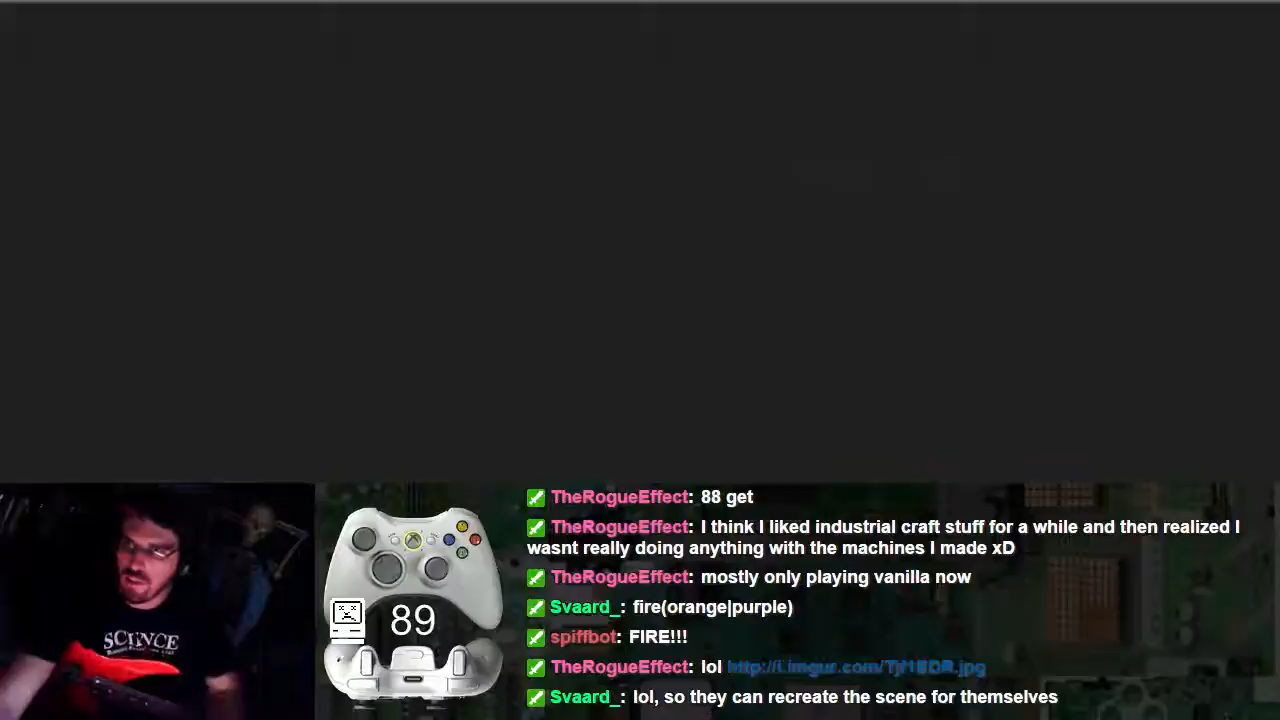 TheRogueEffect: 88 get
TheRogueEffect: I think I liked industrial craft stuff for a while and then realized I
wasnt really doing anything with the machines I made xD
TheRogueEffect: mostly only playing vanilla now
Svaard_: fire(orange|purple)
spiffbot: FIRE!!!
TheRogueEffect: lol
Svaard_: lol, so they can recreate the scene for themselves
89
SCIENCE